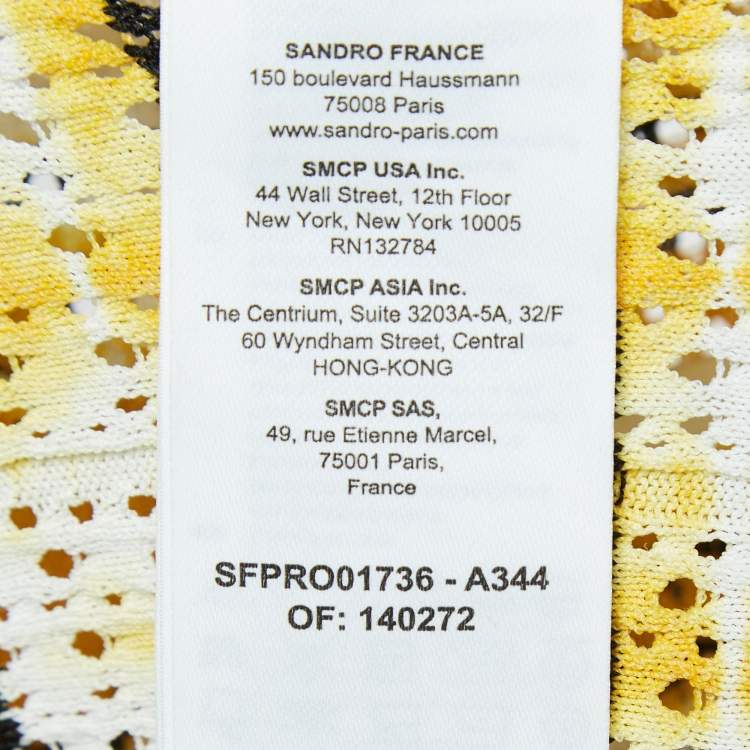 SANDRO FRANCE
150 boulevard Haussmann
75008 Paris
www.sandro-paris.com
SMCP USA Inc.
44 Wall Street, 12th Floor
New York, New York 10005
RN132784
SMCP ASIA Inc.
The Centrium, Suite 3203A-5A, 32/F
60 Wyndham Street, Central
HONG-KONG
SMCP SAS,
49, rue Etienne Marcel,
75001 Paris,
France
SFPRO01736 - A344
OF: 140272